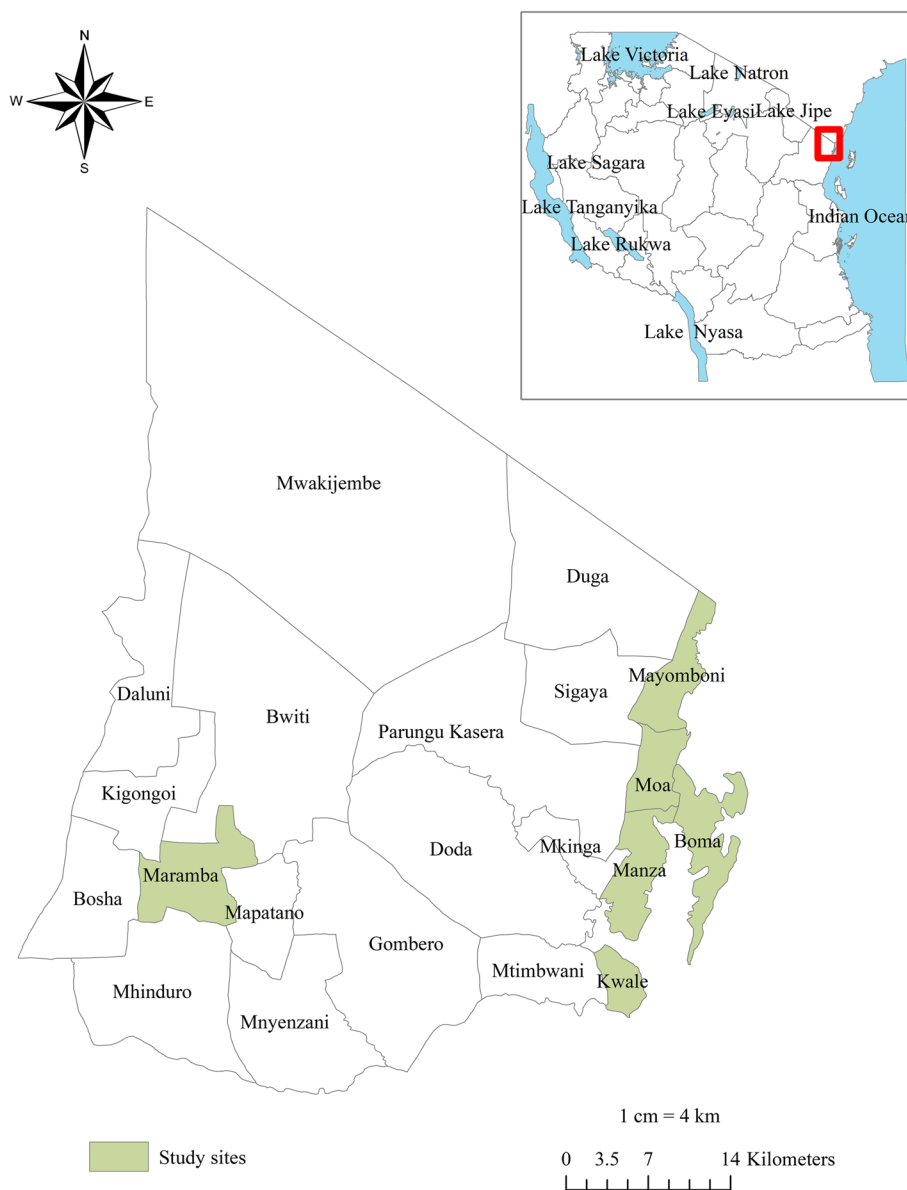 N
W
E
S
Lake Victoria
Lake Natron
Lake Eyasi
Lake Jipe
Lake Sagara
Lake Tanganyika
Indian Ocean
Lake Rukwa
Lake Nyasa
Mwakijembe
Duga
Mayomboni
Daluni
Sigaya
Bwiti
Parungu Kasera
Moa
Kigongoi
Boma
Doda
Mkinga
Manza
Maramba
Bosha
Mapatano
Gombero
Mtimbwani
Kwale
Mhinduro
Mnyenzani
1 cm = 4 km
Study sites
0 3.5 7 14 Kilometers